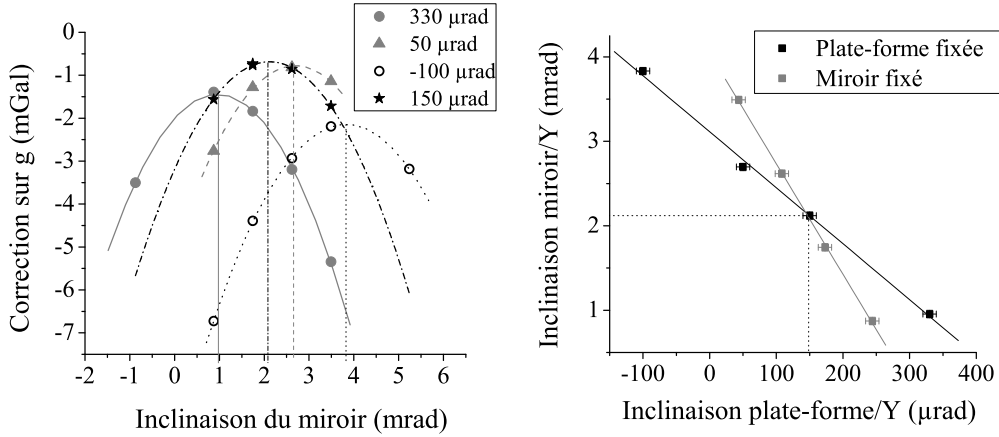 330 µrad
50 µrad
-100 µrad
150 µrad
0
-1
-2
-3
-4
-5
-6
-7
Correction sur g (mGal)
-2 -1 0 1 2 3 4 5 6
Inclinaison du miroir (mrad)
Plate-forme fixée
Miroir fixé
4
3
2
1
Inclinaison miroir/Y (mrad)
-100 0 100 200 300 400
Inclinaison plate-forme/Y (µrad)